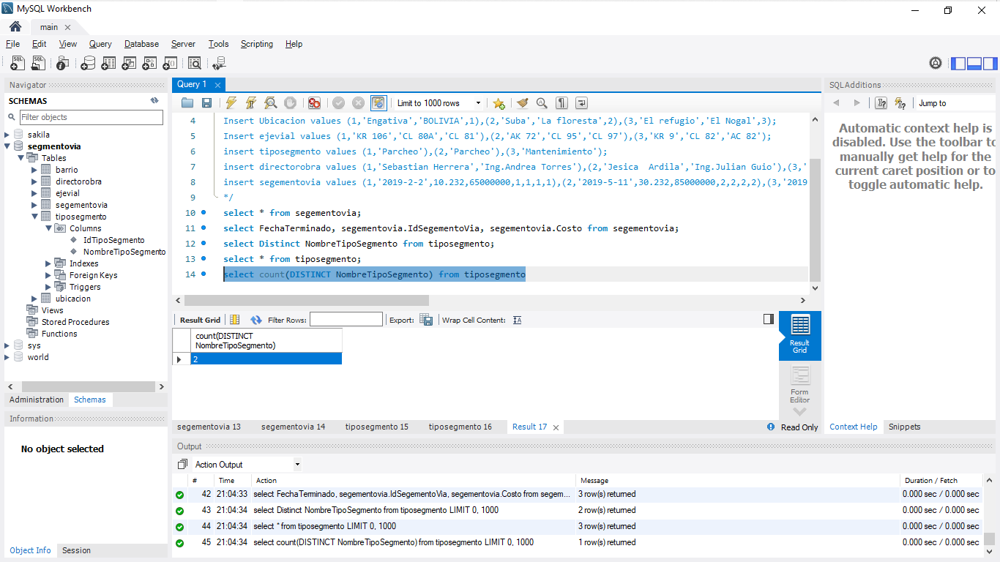 MySQL Workbench
main
File Edit View Query Database Server Tools Scripting Help
Navigator
SCHEMAS
Filter objects
sakila
segmentovia
Tables
barrio
directorobra
ejevial
segementovia
tiposegmento
Columns
IdTipoSegmento
NombreTipoSegmento
Indexes
Foreign Keys
Triggers
ubicacion
Views
Stored Procedures
Functions
sys
world
Administration Schemas
Information
No object selected
Object Info Session
Query 1
Limit to 1000 rows
4 Insert Ubicacion values (1,'Engativa','BOLIVIA',1),(2,'Suba','La floresta',2),(3,'El refugio','El Nogal',3);
5 Insert ejevial values (1,'KR 106','CL 80A','CL 81'),(2,'AK 72','CL 95','CL 97'),(3,'KR 9','CL 82','AC 82');
6 insert tiposegmento values (1,'Parcheo'),(2,'Parcheo'),(3,'Mantenimiento');
7 insert directorobra values (1,'Sebastian Herrera','Ing.Andrea Torres'),(2,'Jesica Ardila','Ing.Julian Guio'),(3,'
8 insert segementovia values (1,'2019-2-2',10.232,65000000,1,1,1,1),(2,'2019-5-11',30.232,85000000,2,2,2,2),(3,'2019
9 */
10 select * from segementovia;
11 select FechaTerminado, segementovia.IdSegementoVia, segementovia.Costo from segementovia;
12 select Distinct NombreTipoSegmento from tiposegmento;
13 select * from tiposegmento;
14 select count(DISTINCT NombreTipoSegmento) from tiposegmento
Result Grid Filter Rows: Export: Wrap Cell Content:
count(DISTINCT
NombreTipoSegmento)
2
Result
Grid
Form
Editor
segementovia 13 segementovia 14 tiposegmento 15 tiposegmento 16 Result 17 Read Only
SQLAdditions
Jump to
Automatic context help is
disabled. Use the toolbar to
manually get help for the
current caret position or to
toggle automatic help.
Context Help Snippets
Output
Action Output
# Time Action Message Duration / Fetch
42 21:04:33 select FechaTerminado, segementovia.IdSegementoVia, segementovia.Costo from segem... 3 row(s) returned 0.000 sec / 0.000 sec
43 21:04:34 select Distinct NombreTipoSegmento from tiposegmento LIMIT 0, 1000 2 row(s) returned 0.000 sec / 0.000 sec
44 21:04:34 select * from tiposegmento LIMIT 0, 1000 3 row(s) returned 0.000 sec / 0.000 sec
45 21:04:34 select count(DISTINCT NombreTipoSegmento) from tiposegmento LIMIT 0, 1000 1 row(s) returned 0.000 sec / 0.000 sec